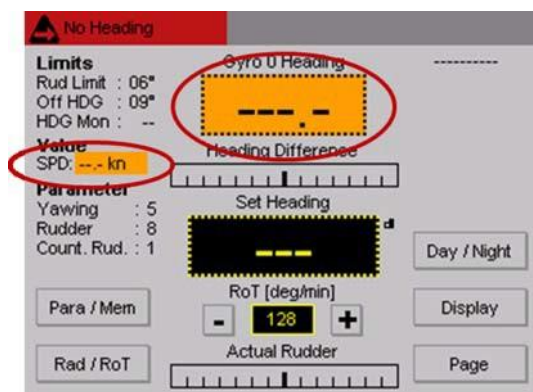 No Heading
Limits
Rud Limit : 06°
Off HDG : 09°
HDG Mon : --
Value
SPD: --.- kn
Parameter
Yawing : 5
Rudder : 8
Count. Rud. : 1
Gyro 0 Heading
---.-
Heading Difference
Set Heading
---
RoT [deg/min]
- 128 +
Actual Rudder
----------
Para / Mem
Rad / RoT
Day / Night
Display
Page